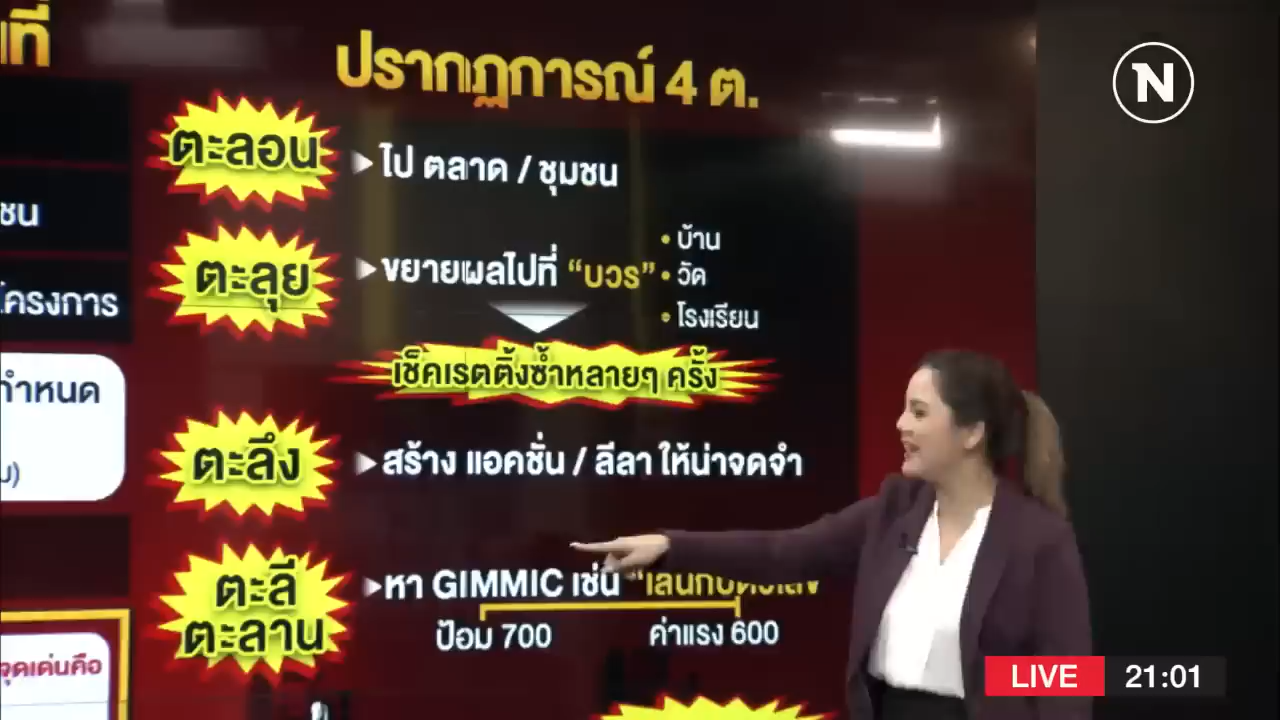 ที่
ปรากฏการณ์ 4 ต.
N
ตะลอน
ไป ตลาด / ชุมชน
ชน
ตะลุย
ขยายผลไปที่ “บวร”
• บ้าน
• วัด
• โรงเรียน
โครงการ
เช็คเรตติ้งซ้ำหลายๆ ครั้ง
กำหนด
ตะลึง
สร้าง แอคชั่น / ลีลา ให้น่าจดจำ
ตะลี
ตะลาน
หา GIMMIC เช่น
ป้อม 700
ค่าแรง 600
จุดเด่นคือ
LIVE 21:01